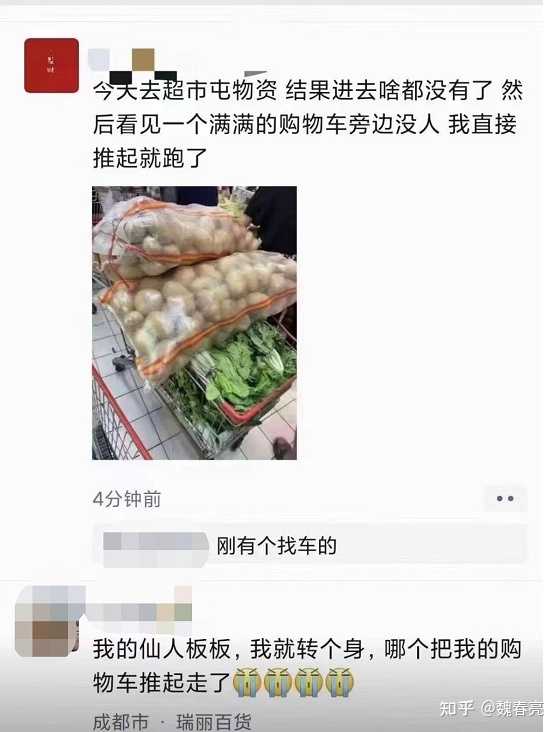 今天去超市屯物资 结果进去啥都没有了 然
后看见一个满满的购物车旁边没人 我直接
推起就跑了
4分钟前
刚有个找车的
我的仙人板板，我就转个身，哪个把我的购
物车推起走了
成都市 · 瑞丽百货
知乎 @魏春亮